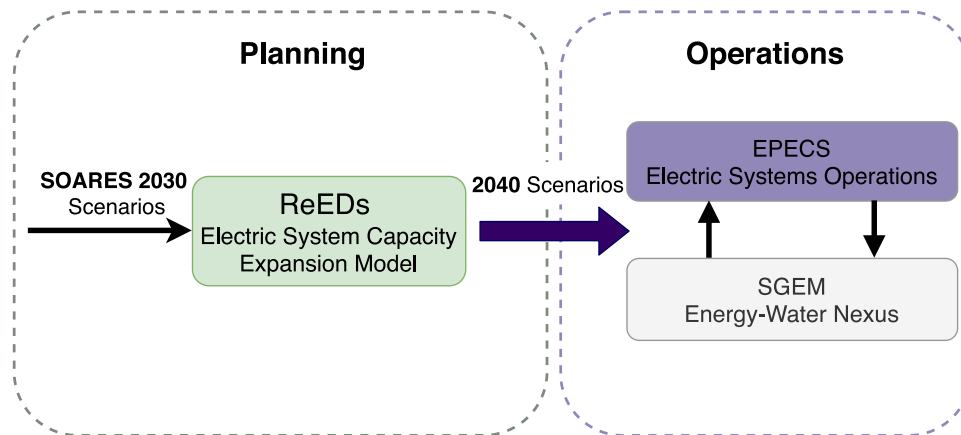 Planning
Operations
SOARES 2030
Scenarios
ReEDs
Electric System Capacity
Expansion Model
2040 Scenarios
EPECS
Electric Systems Operations
SGEM
Energy-Water Nexus